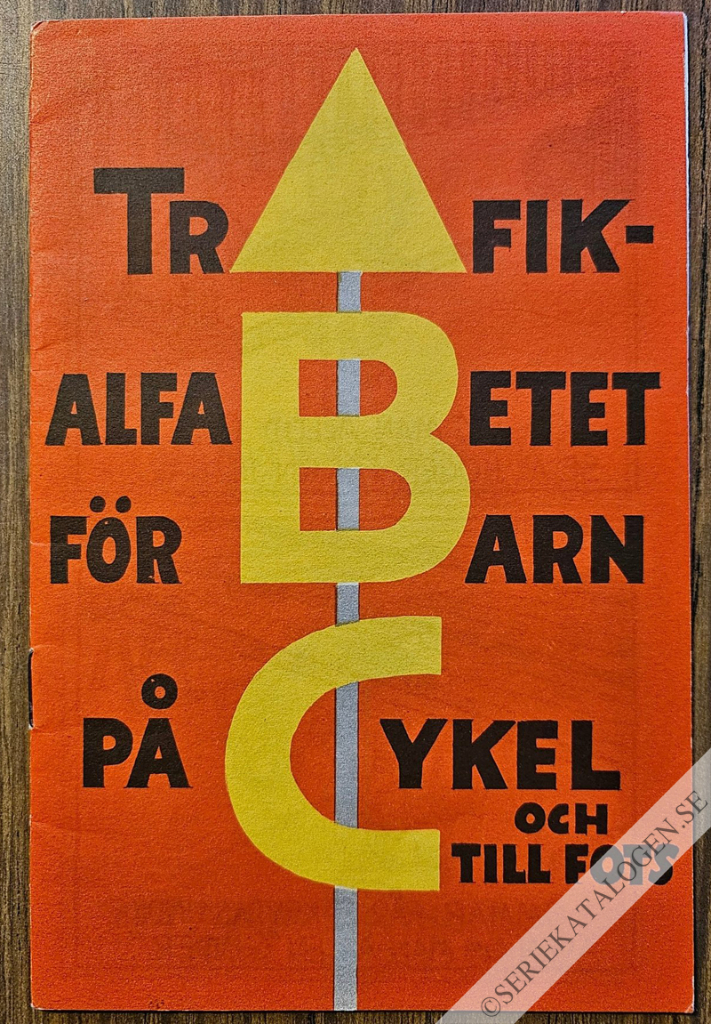 TRAFIK-
ALFABETET
FÖR BARN
PÅ CYKEL
OCH
TILL FOTS
©SERIEKATALOGEN.SE